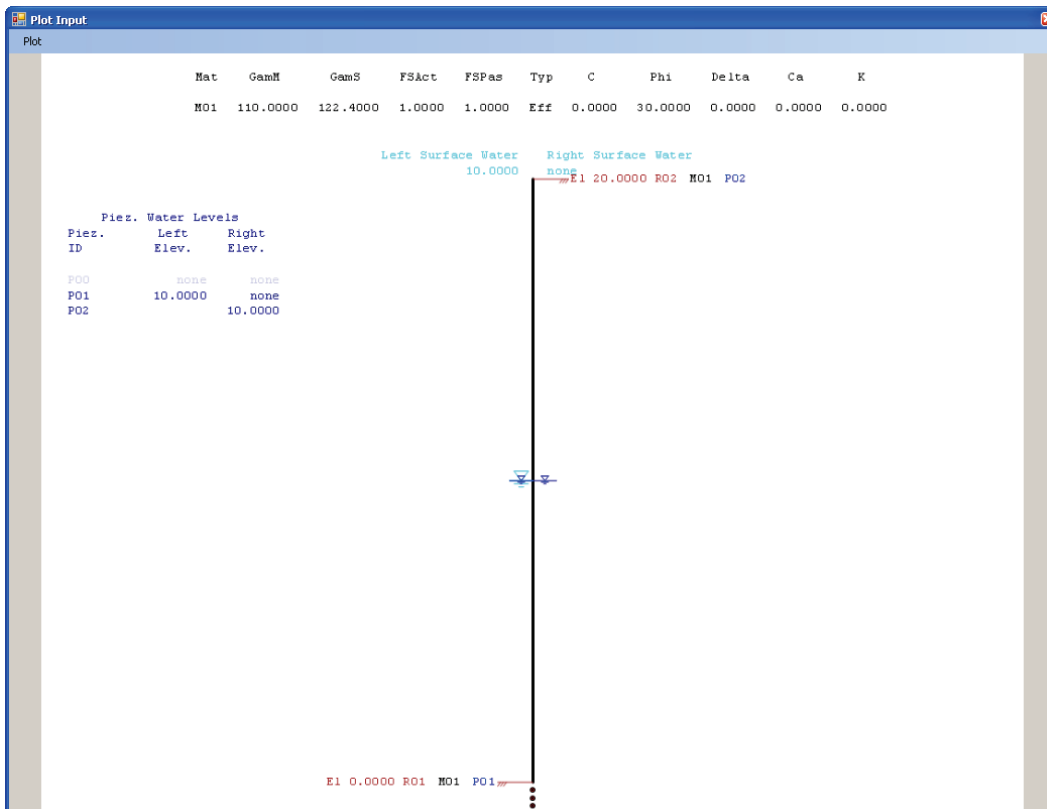 Plot Input
Plot
Mat GamM GamS FSAct FSPas Typ C Phi Delta Ca K
M01 110.0000 122.4000 1.0000 1.0000 Eff 0.0000 30.0000 0.0000 0.0000 0.0000
Left Surface Water Right Surface Water
10.0000 none
El 20.0000 R02 M01 P02
Piez. Water Levels
Piez. Left Right
ID Elev. Elev.
P00 none none
P01 10.0000 none
P02 10.0000
El 0.0000 R01 M01 P01